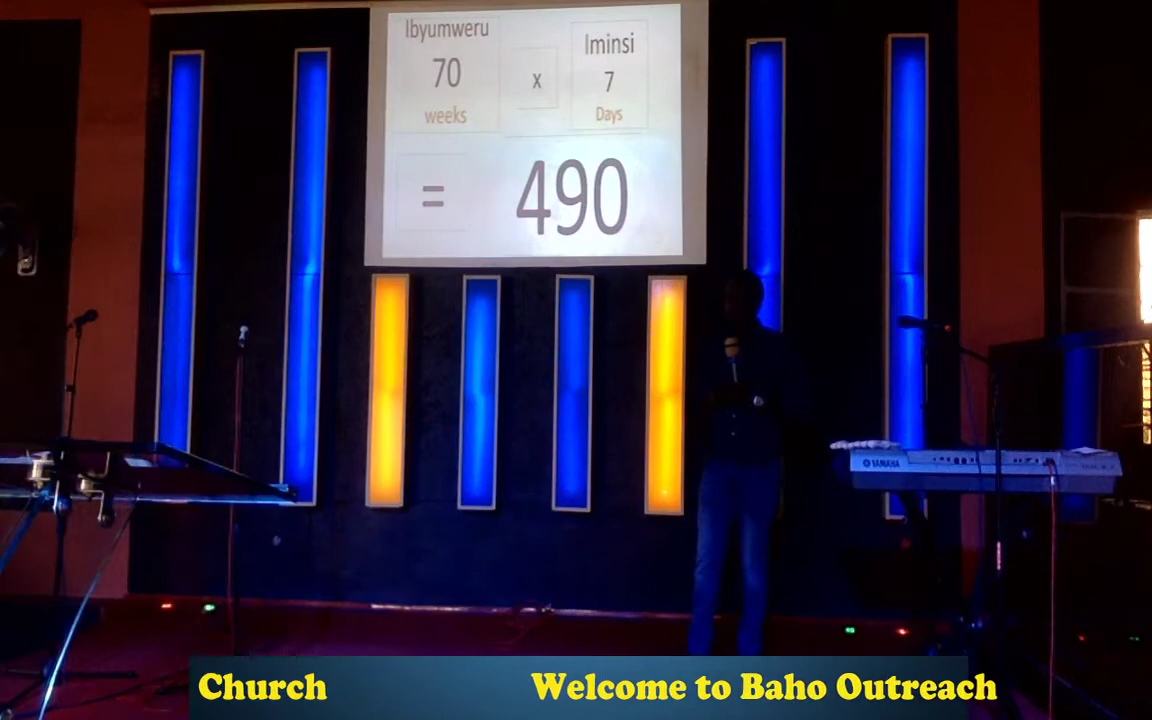 Ibyumweru
70
weeks
x
Iminsi
7
Days
= 490
YAMAHA
Church Welcome to Baho Outreach